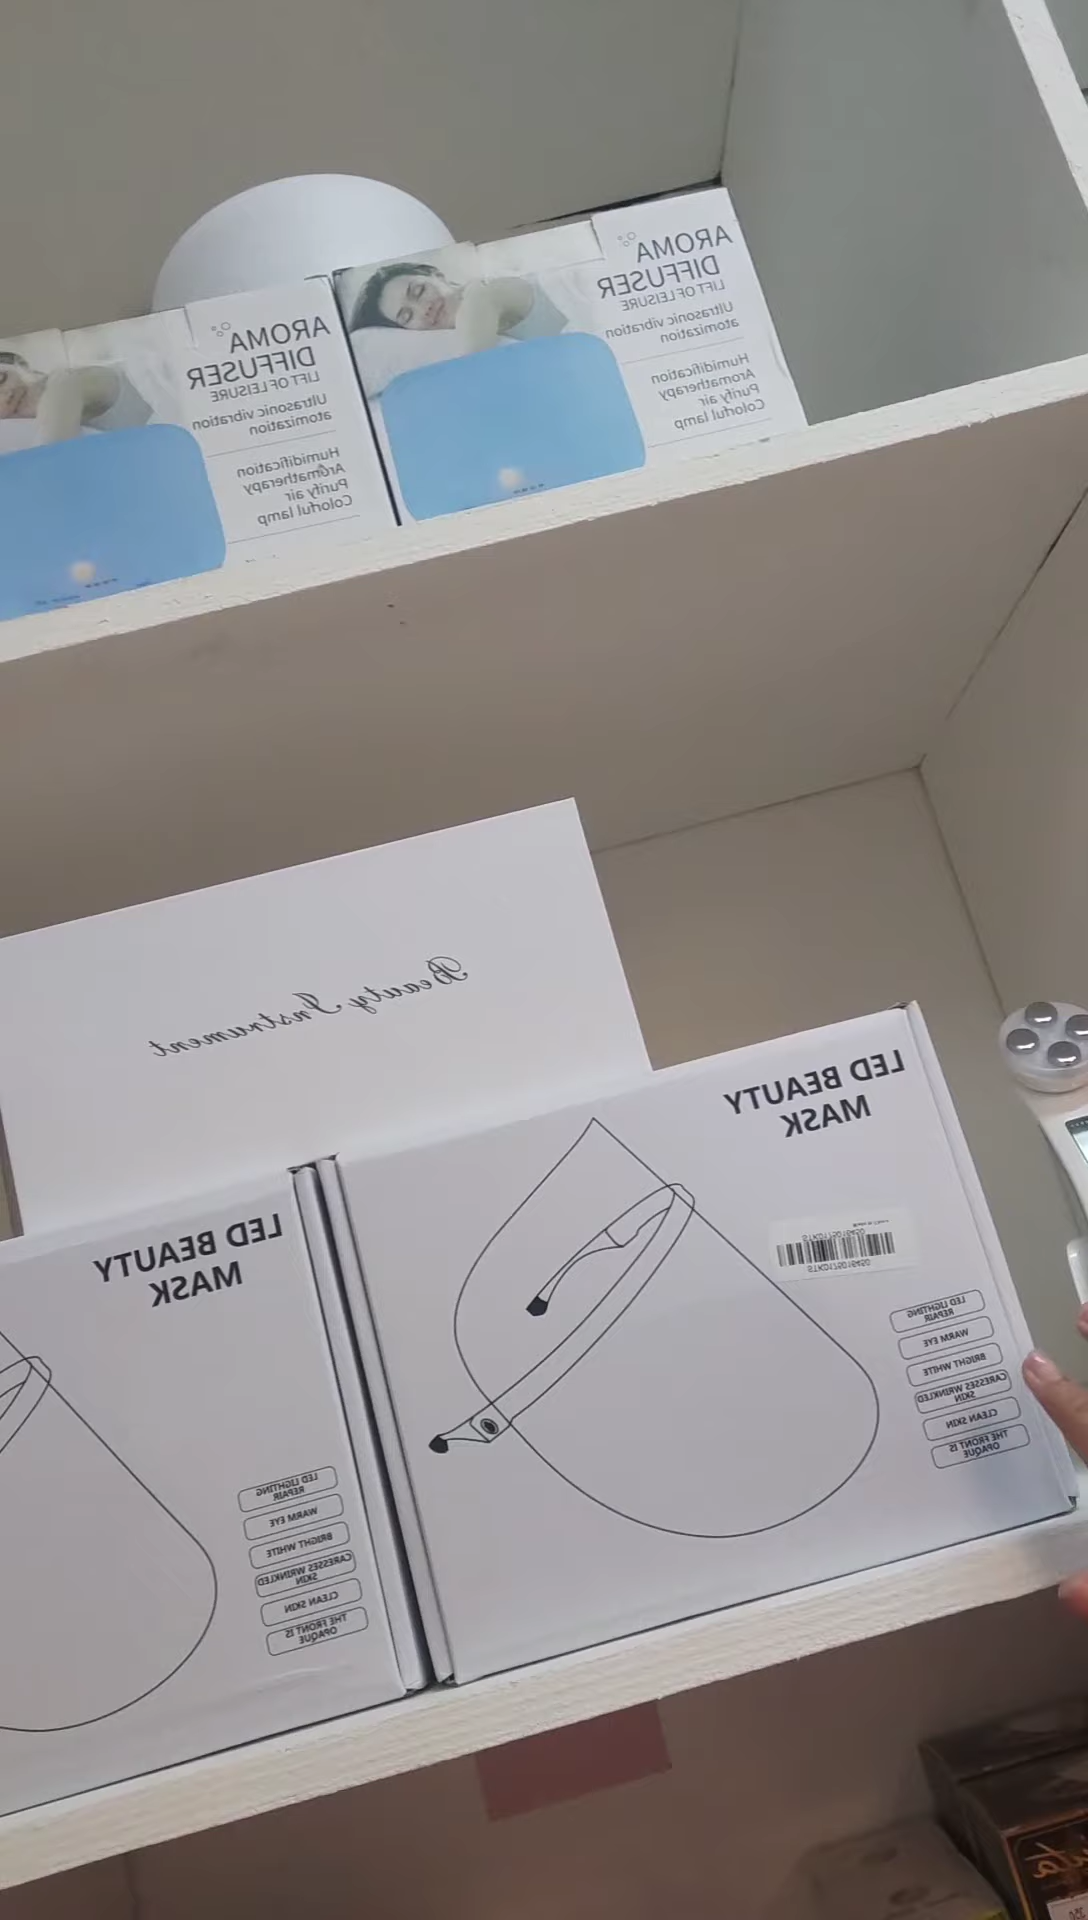 AROMA
DIFFUSER
LIFT OF LEISURE
Ultrasonic vibration
atomization
Humidification
Aromatherapy
Purify air
Colorful lamp
AROMA
DIFFUSER
LIFT OF LEISURE
Ultrasonic vibration
atomization
Humidification
Aromatherapy
Purify air
Colorful lamp
Beauty Instrument
LED BEAUTY
MASK
LED LIGHTING
REPAIR
WARM EYE
BRIGHT WHITE
CARESSES WRINKLED
SKIN
CLEAN SKIN
THE FRONT IS
OPAQUE
LED BEAUTY
MASK
LED LIGHTING
REPAIR
WARM EYE
BRIGHT WHITE
CARESSES WRINKLED
SKIN
CLEAN SKIN
THE FRONT IS
OPAQUE